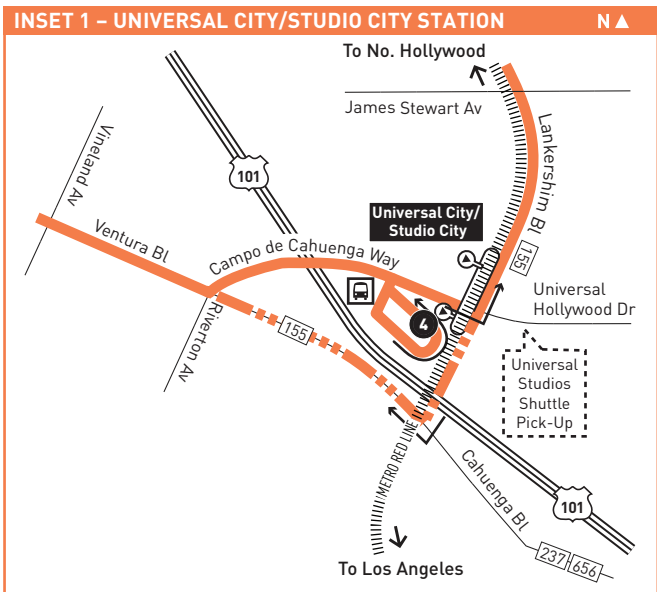 INSET 1 – UNIVERSAL CITY/STUDIO CITY STATION
N
To No. Hollywood
James Stewart Av
Vineland Av
101
Lankershim Bl
Universal City/
Studio City
Ventura Bl
Campo de Cahuenga Way
155
Universal
Hollywood Dr
Riverton Av
155
4
Universal
Studios
Shuttle
Pick-Up
METRO RED LINE
Cahuenga Bl
101
To Los Angeles
237
656